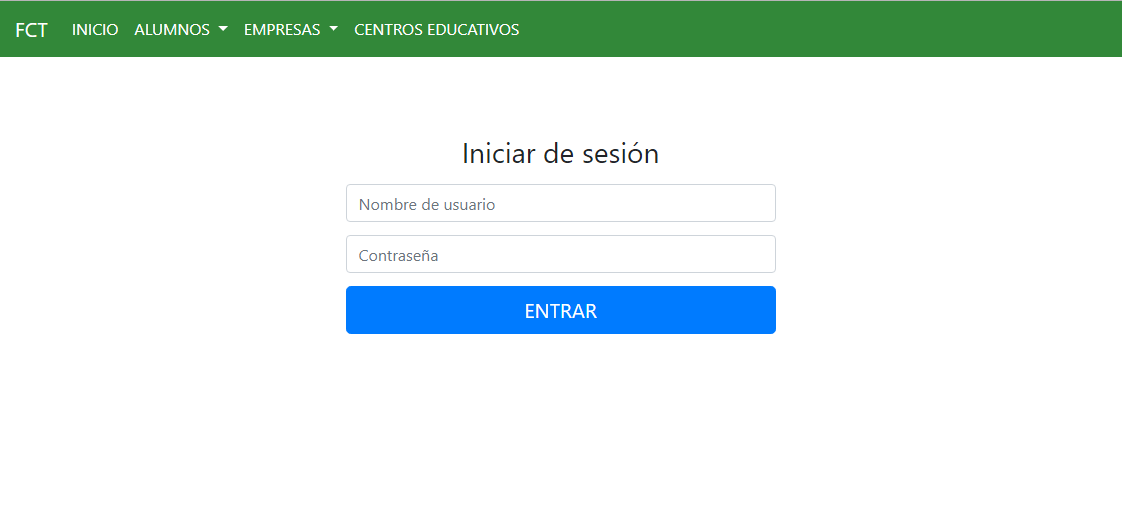 FCT INICIO ALUMNOS EMPRESAS CENTROS EDUCATIVOS
Iniciar de sesión
Nombre de usuario
Contraseña
ENTRAR